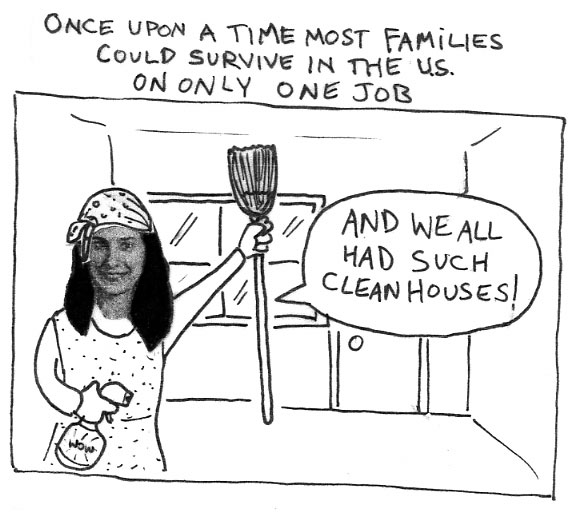 ONCE UPON A TIME MOST FAMILIES
COULD SURVIVE IN THE U.S.
ON ONLY ONE JOB
AND WE ALL
HAD SUCH
CLEAN HOUSES!
WOW